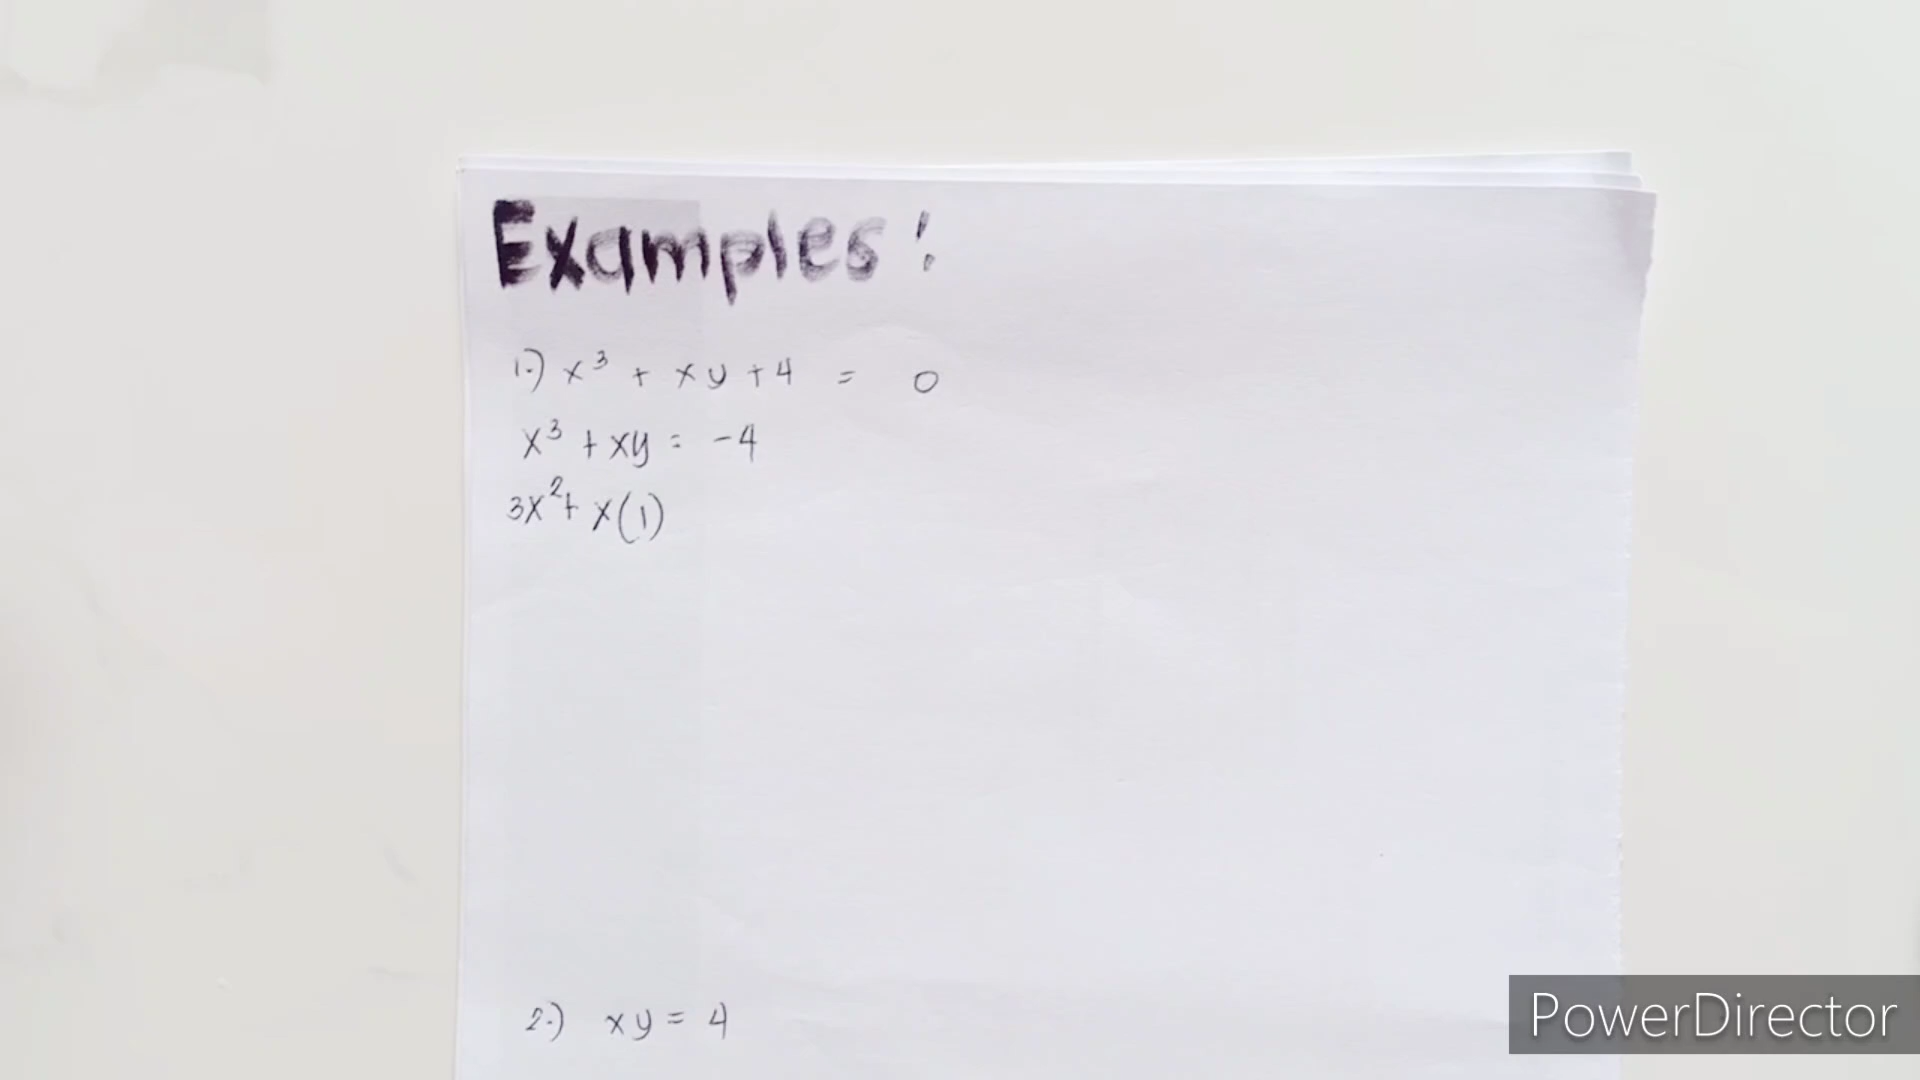 Examples:
1.) x³ + xy + 4 = 0
x³ + xy = -4
3x² + x(1)
2.) xy = 4
PowerDirector